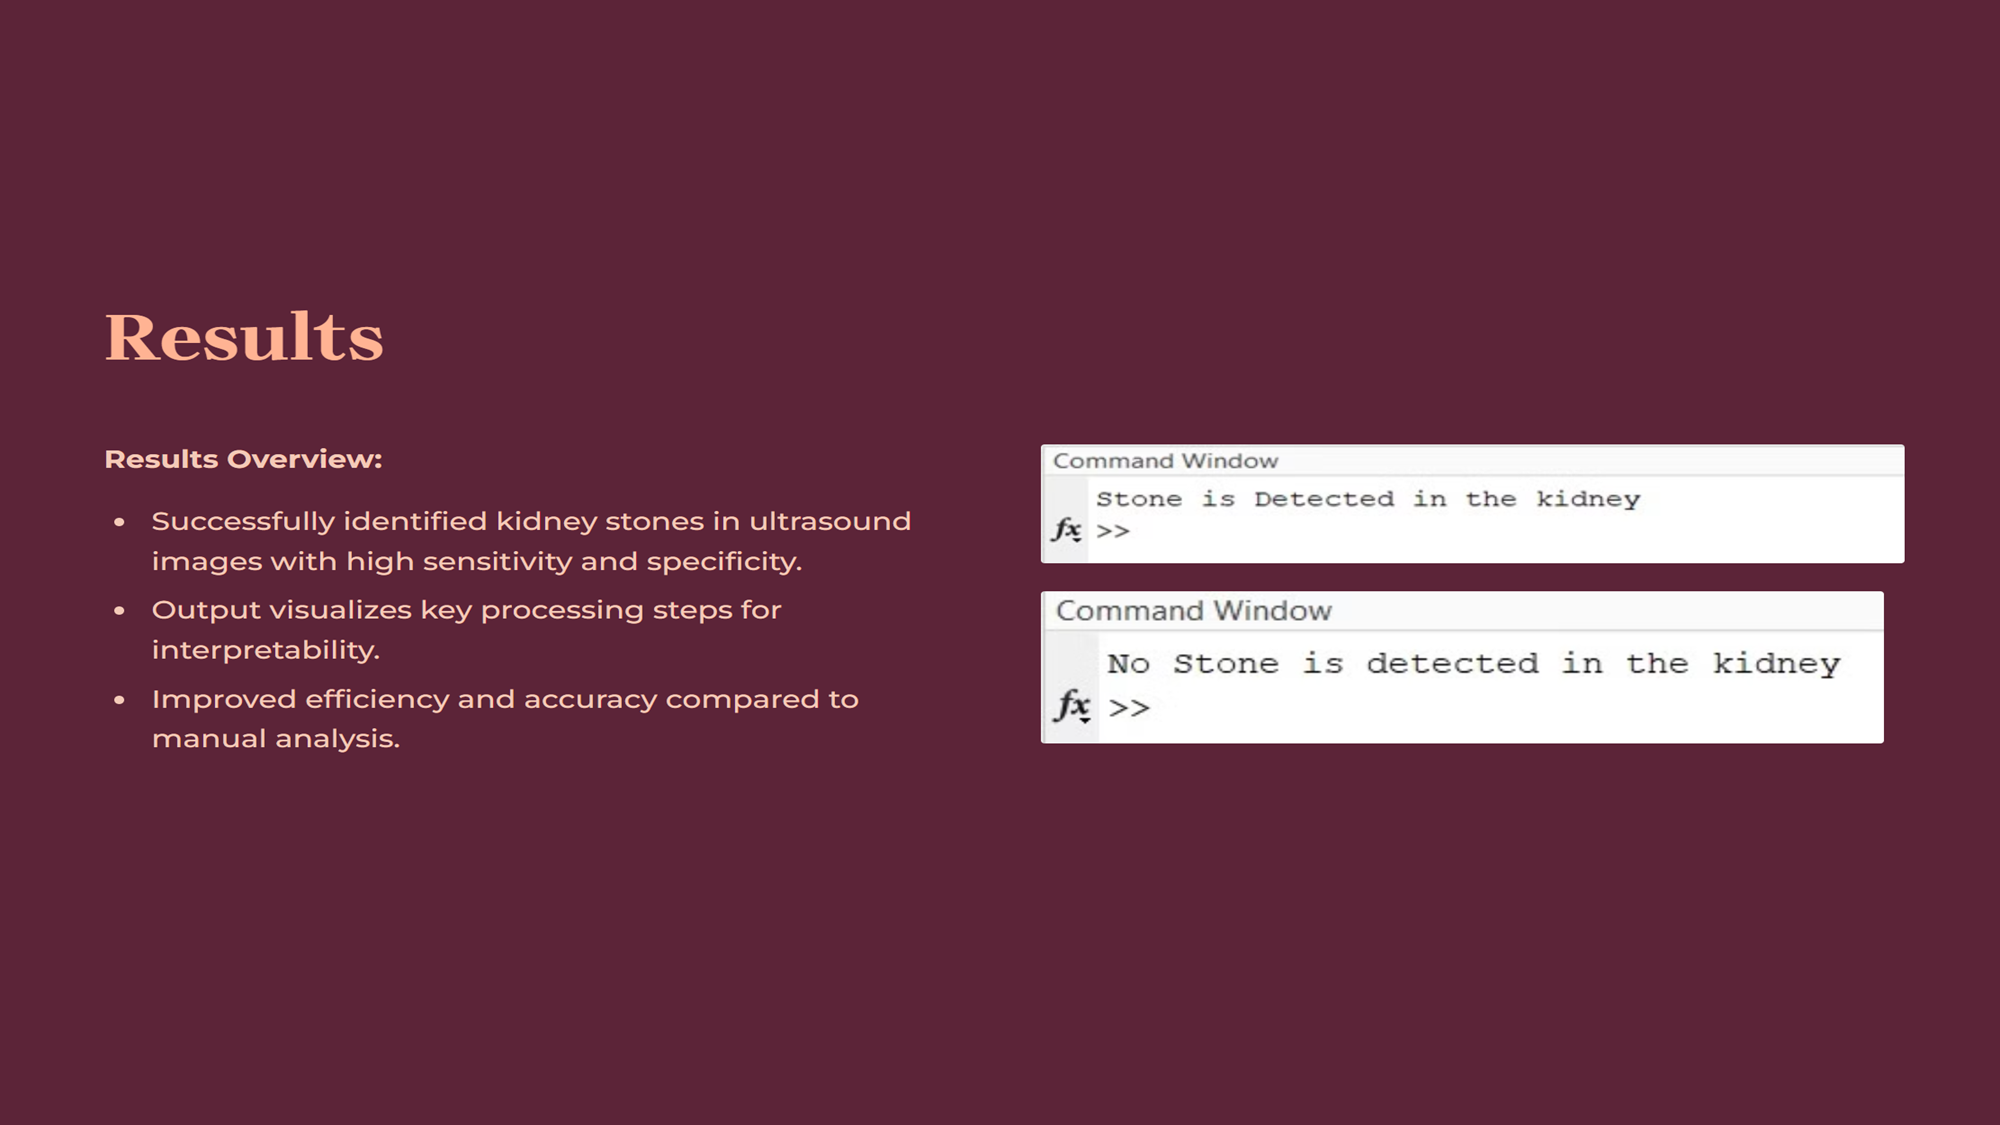 Results
Results Overview:
• Successfully identified kidney stones in ultrasound
images with high sensitivity and specificity.
• Output visualizes key processing steps for
interpretability.
• Improved efficiency and accuracy compared to
manual analysis.
Command Window
Stone is Detected in the kidney
fx >>
Command Window
No Stone is detected in the kidney
fx >>